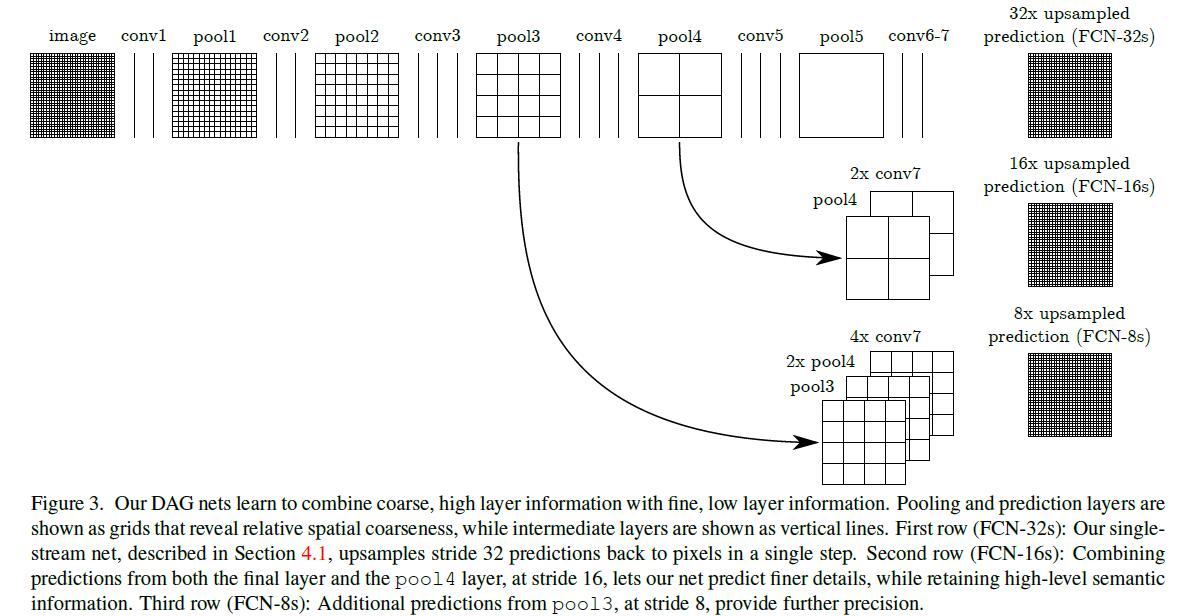 32x upsampled
image conv1 pool1 conv2 pool2 conv3 pool3 conv4 pool4 conv5 pool5 conv6-7 prediction (FCN-32s)
16x upsampled
2x conv7 prediction (FCN-16s)
pool4
8x upsampled
4x conv7 prediction (FCN-8s)
2x pool4
pool3
Figure 3. Our DAG nets learn to combine coarse, high layer information with fine, low layer information. Pooling and prediction layers are
shown as grids that reveal relative spatial coarseness, while intermediate layers are shown as vertical lines. First row (FCN-32s): Our single-
stream net, described in Section 4.1, upsamples stride 32 predictions back to pixels in a single step. Second row (FCN-16s): Combining
predictions from both the final layer and the pool4 layer, at stride 16, lets our net predict finer details, while retaining high-level semantic
information. Third row (FCN-8s): Additional predictions from pool3, at stride 8, provide further precision.